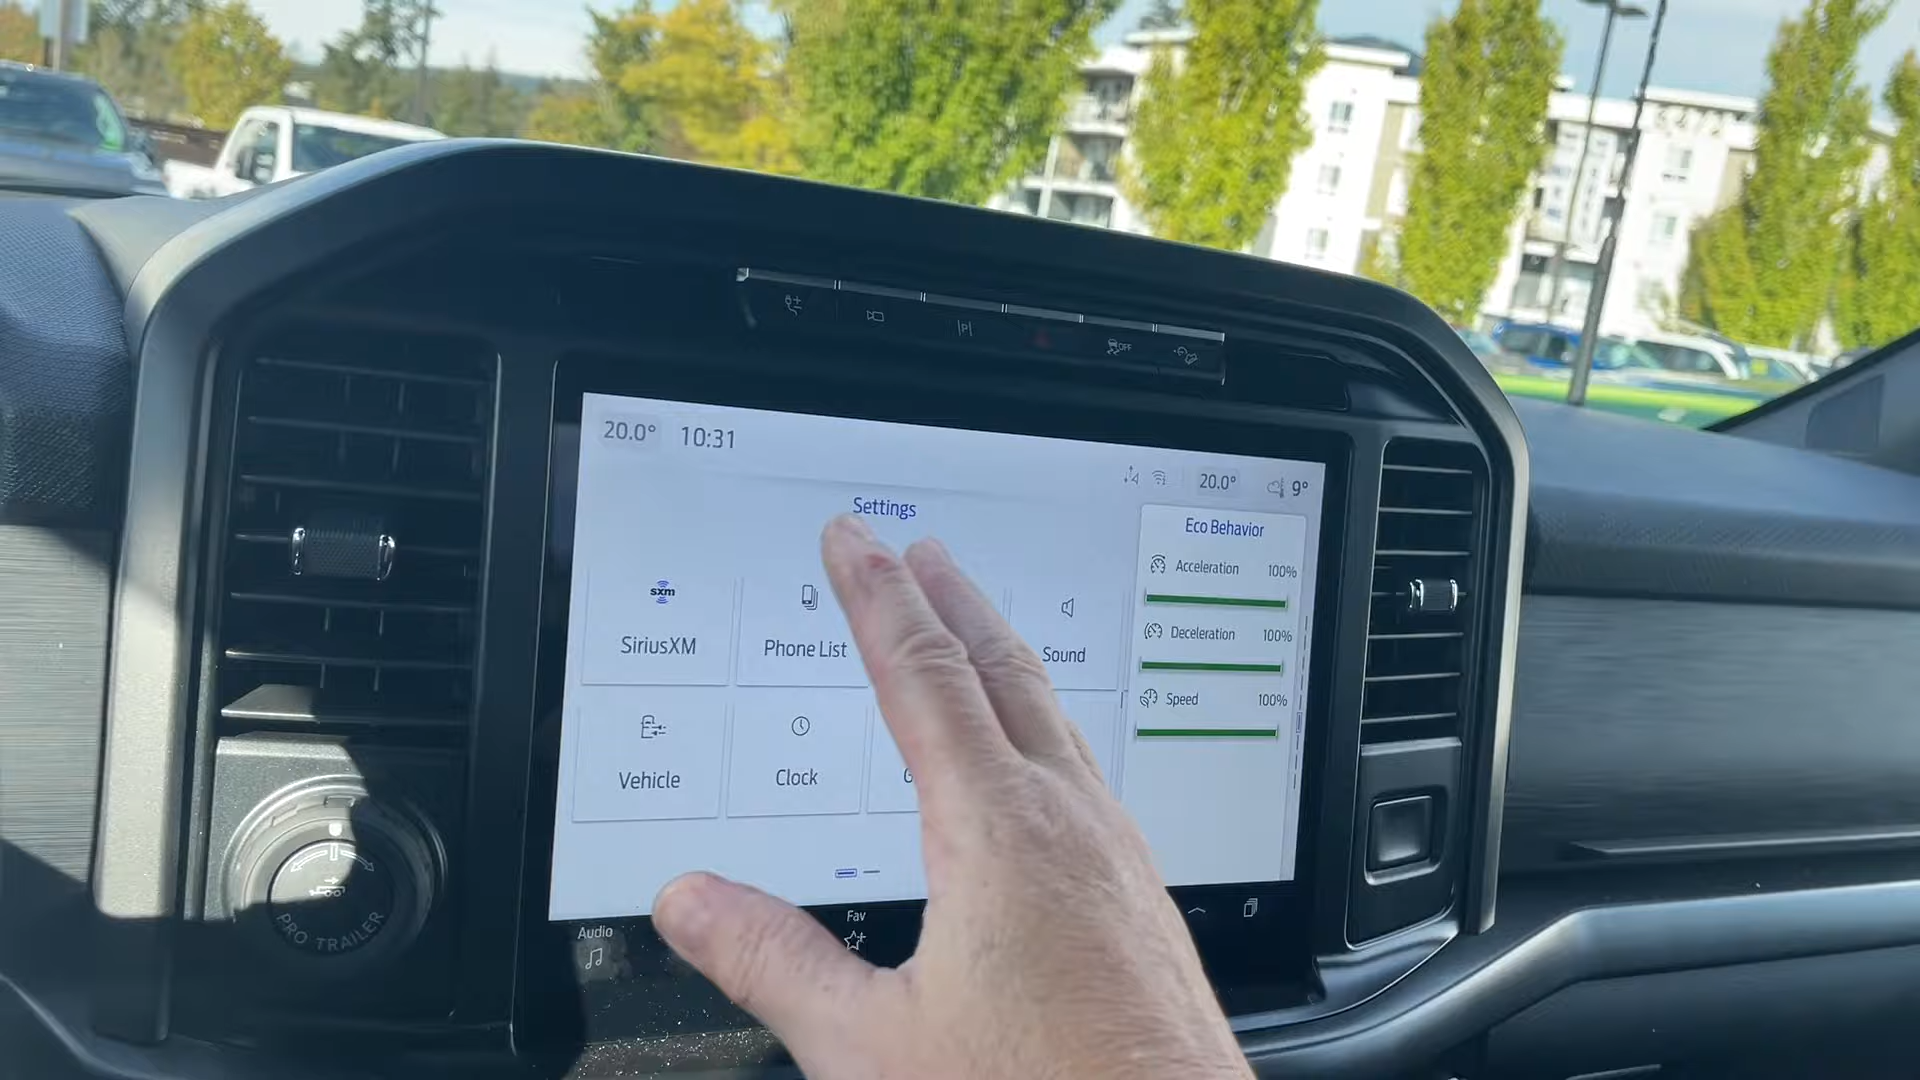 OFF
20.0°
10:31
20.0°
9°
Settings
Eco Behavior
sxm
SiriusXM
Phone List
Sound
Acceleration 100%
Deceleration 100%
Speed 100%
Vehicle
Clock
Audio
Fav
PRO TRAILER
P